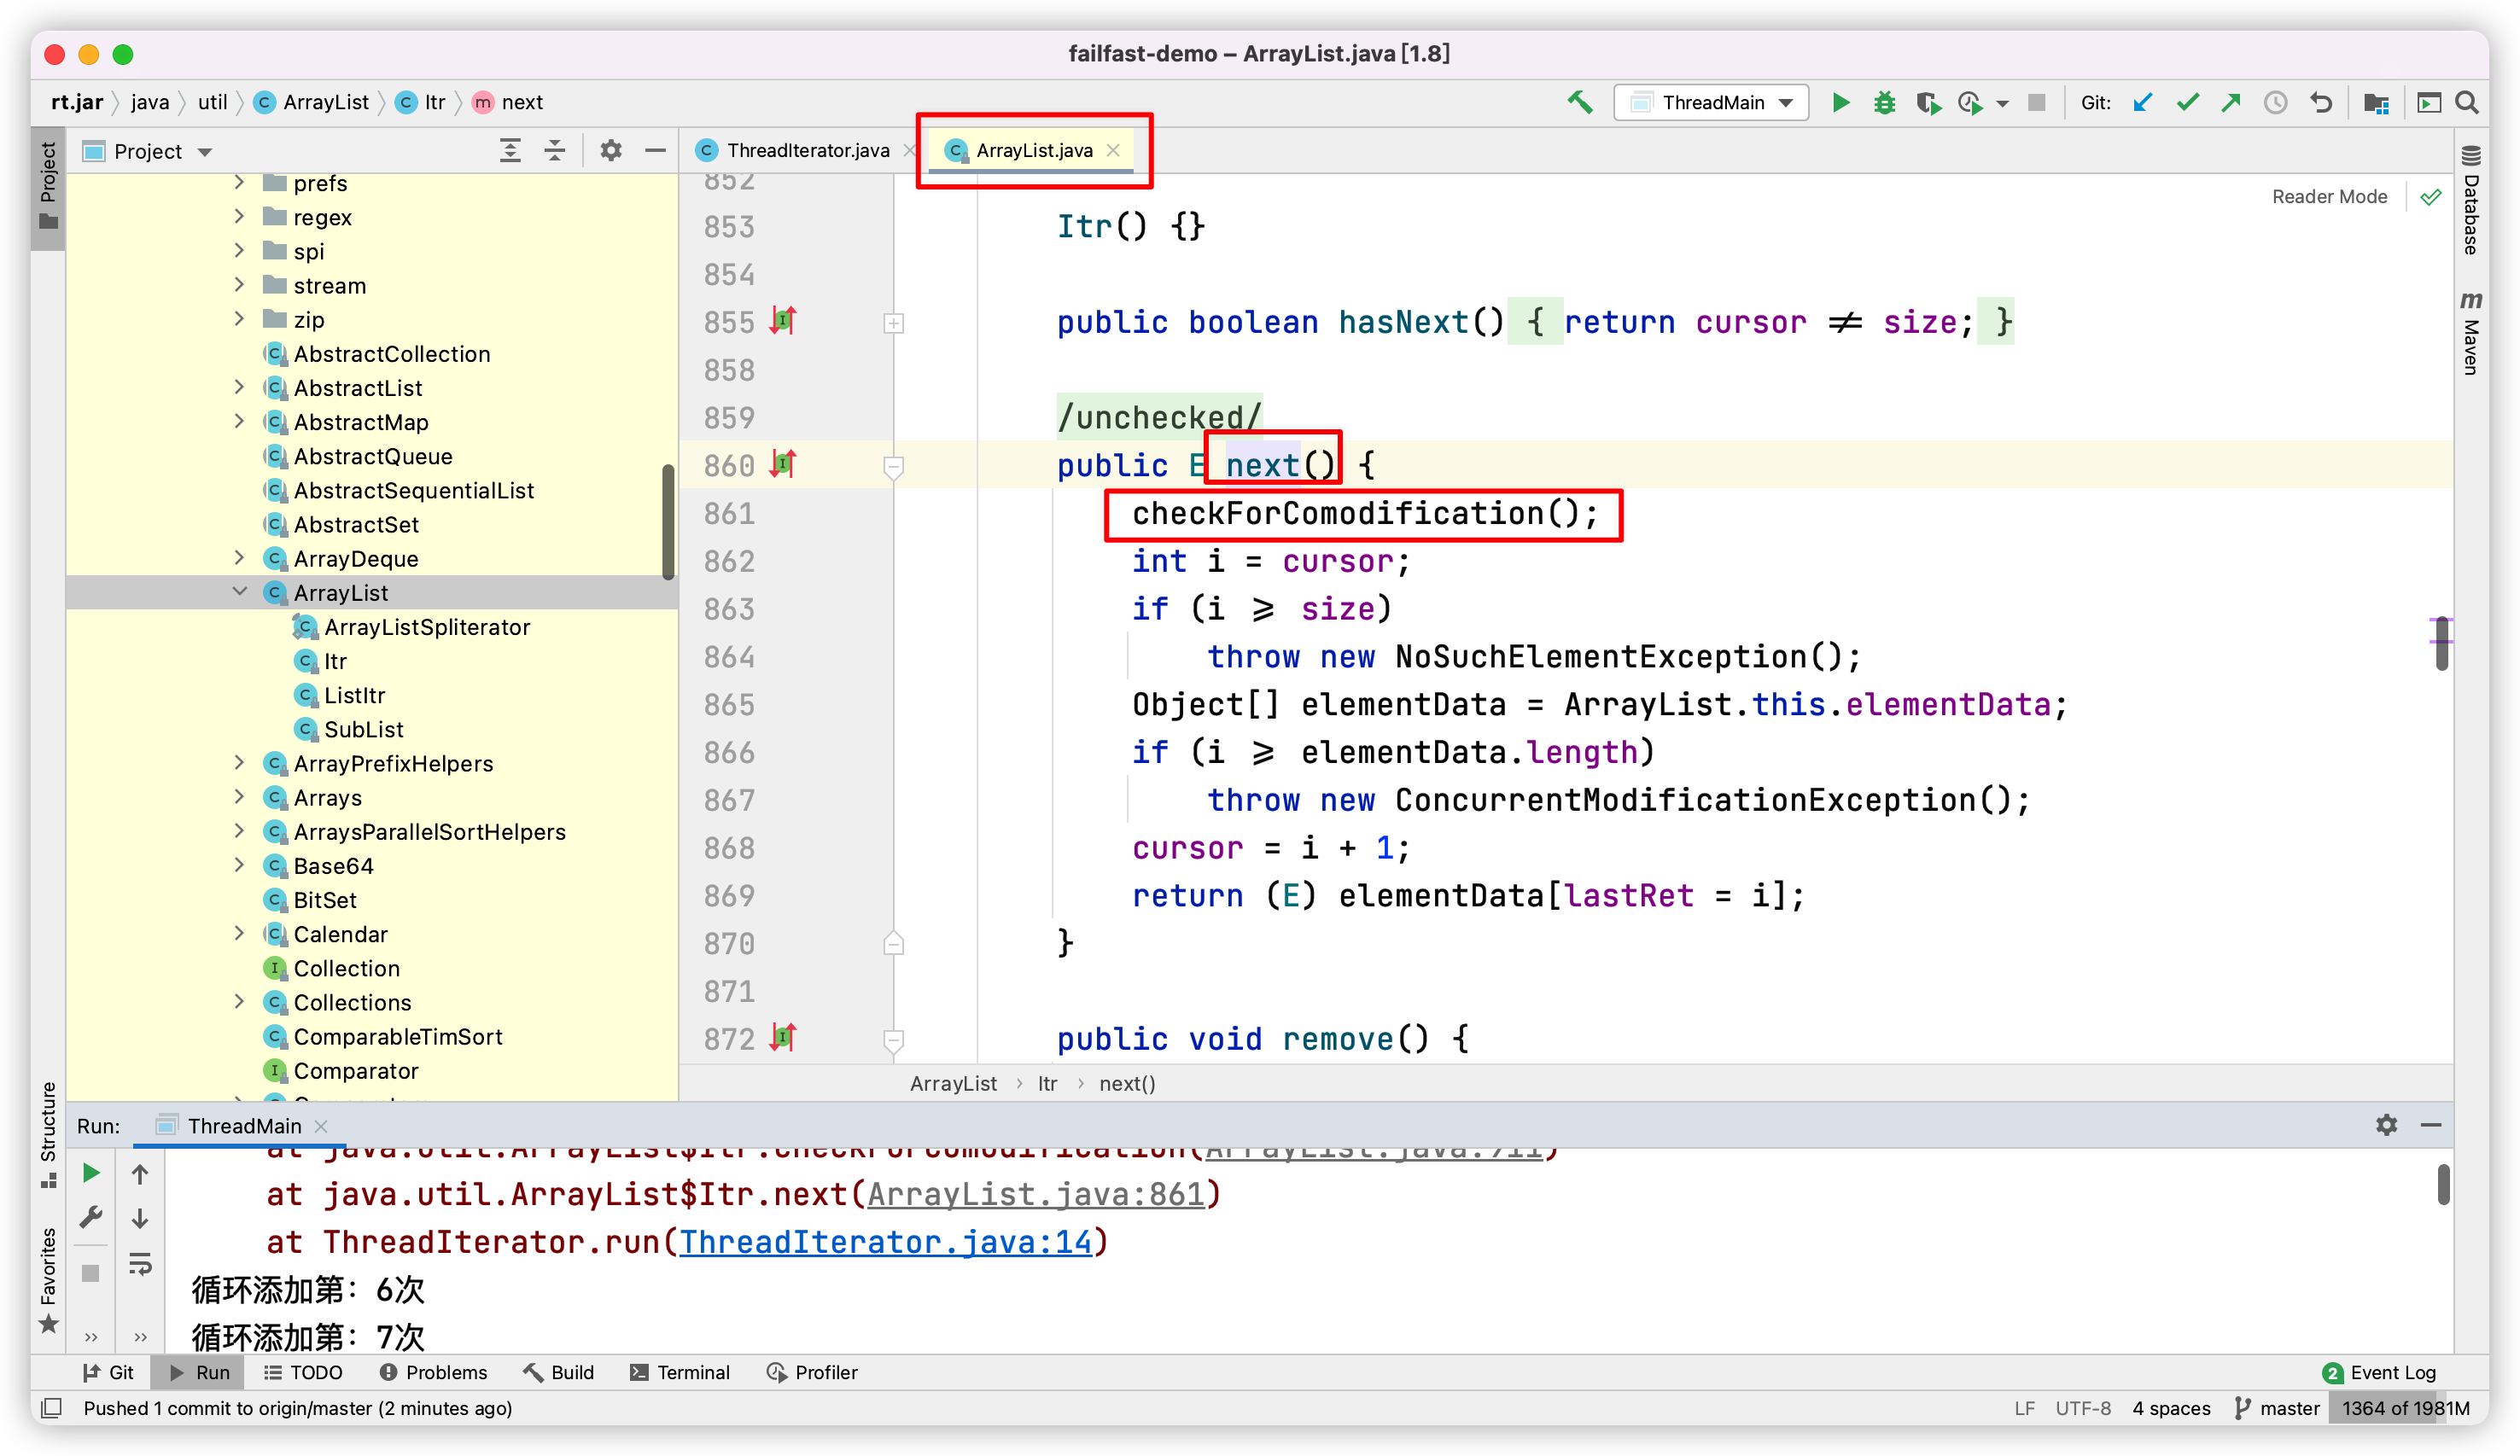 failfast-demo – ArrayList.java [1.8]
rt.jar java util ArrayList Itr next
ThreadMain Git:
Project
ThreadIterator.java ArrayList.java
Project
prefs
regex
spi
stream
zip
AbstractCollection
AbstractList
AbstractMap
AbstractQueue
AbstractSequentialList
AbstractSet
ArrayDeque
ArrayList
ArrayListSpliterator
Itr
ListItr
SubList
ArrayPrefixHelpers
Arrays
ArraysParallelSortHelpers
Base64
BitSet
Calendar
Collection
Collections
ComparableTimSort
Comparator
Reader Mode
852
853 Itr() {}
854
855 public boolean hasNext() { return cursor ≠ size; }
858
859 /unchecked/
860 public E next() {
861 checkForComodification();
862 int i = cursor;
863 if (i ⩾ size)
864 throw new NoSuchElementException();
865 Object[] elementData = ArrayList.this.elementData;
866 if (i ⩾ elementData.length)
867 throw new ConcurrentModificationException();
868 cursor = i + 1;
869 return (E) elementData[lastRet = i];
870 }
871
872 public void remove() {
ArrayList › Itr › next()
Database
Maven
Structure
Favorites
Run: ThreadMain
at java.util.ArrayList$Itr.checkForComodification(ArrayList.java:911)
at java.util.ArrayList$Itr.next(ArrayList.java:861)
at ThreadIterator.run(ThreadIterator.java:14)
循环添加第：6次
循环添加第：7次
Git Run TODO Problems Build Terminal Profiler 2 Event Log
Pushed 1 commit to origin/master (2 minutes ago) LF UTF-8 4 spaces master 1364 of 1981M